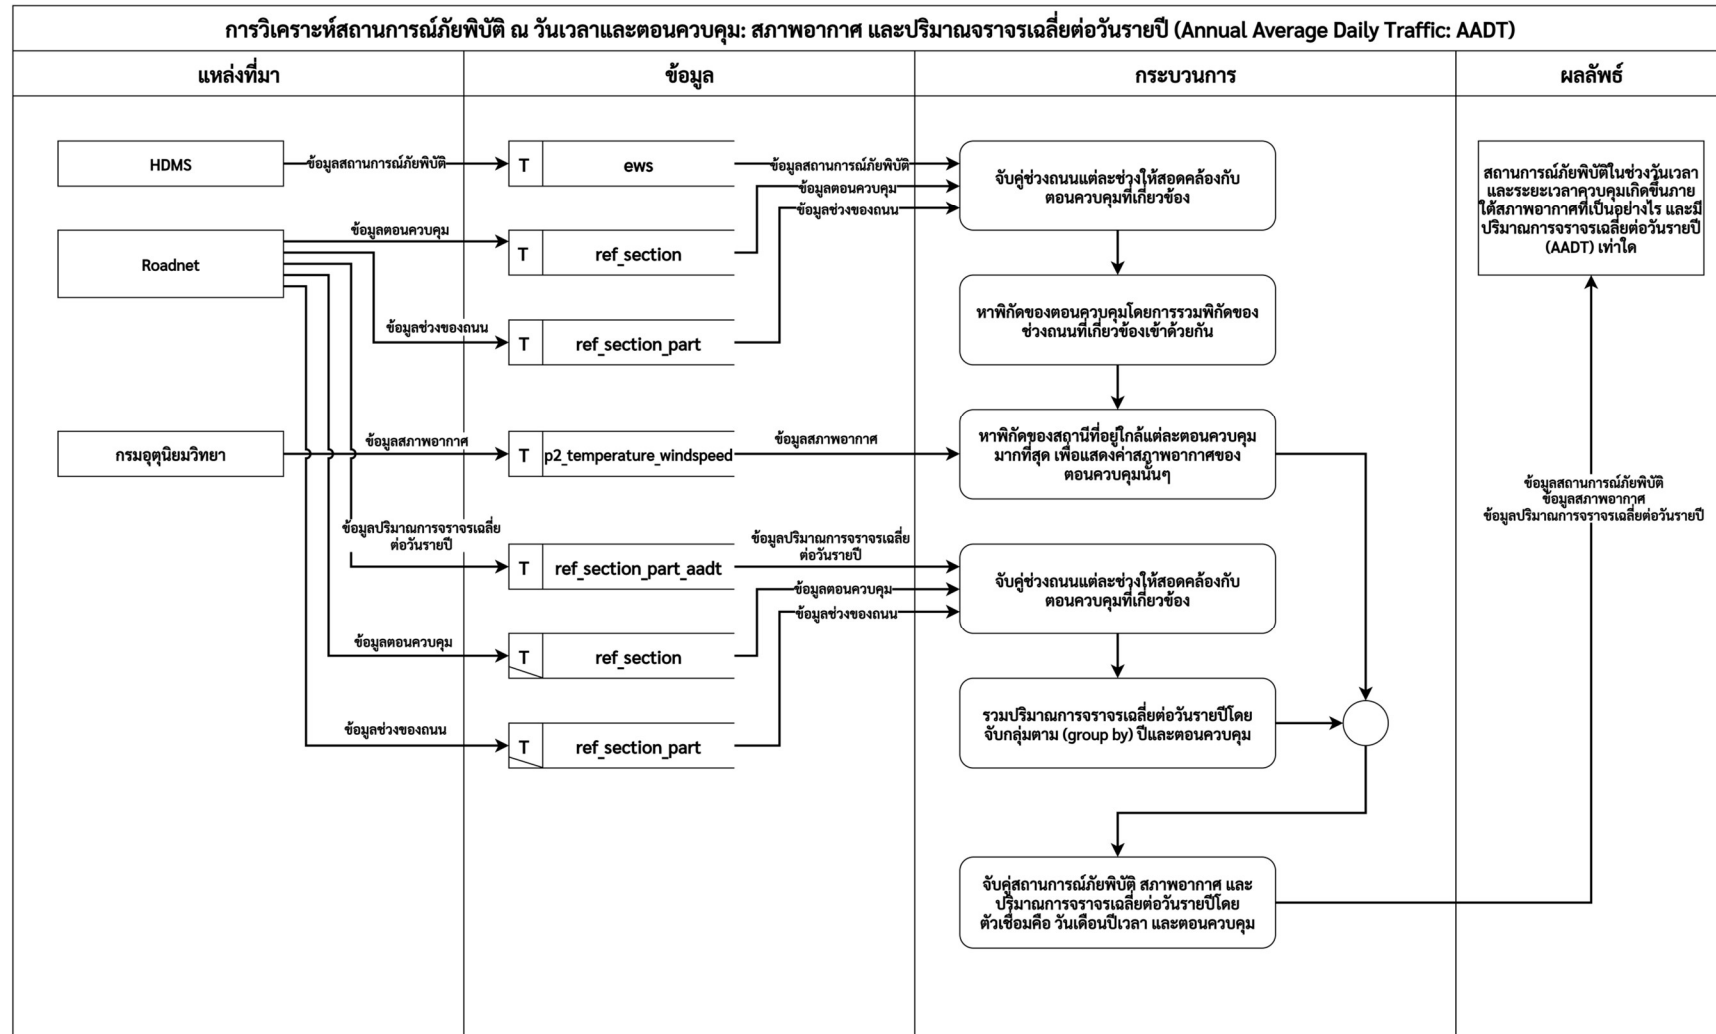 การวิเคราะห์สถานการณ์ภัยพิบัติ ณ วันเวลาและตอนควบคุม: สภาพอากาศ และปริมาณจราจรเฉลี่ยต่อวันรายปี (Annual Average Daily Traffic: AADT)
แหล่งที่มา
ข้อมูล
กระบวนการ
ผลลัพธ์
HDMS
ข้อมูลสถานการณ์ภัยพิบัติ
T
ews
ข้อมูลสถานการณ์ภัยพิบัติ
ข้อมูลตอนควบคุม
ข้อมูลช่วงของถนน
จับคู่ช่วงถนนแต่ละช่วงให้สอดคล้องกับ
ตอนควบคุมที่เกี่ยวข้อง
สถานการณ์ภัยพิบัติในช่วงวันเวลา
และระยะเวลาควบคุมเกิดขึ้นภาย
ใต้สภาพอากาศที่เป็นอย่างไร และมี
ปริมาณการจราจรเฉลี่ยต่อวันรายปี
(AADT) เท่าใด
Roadnet
ข้อมูลตอนควบคุม
T
ref_section
ข้อมูลช่วงของถนน
T
ref_section_part
หาพิกัดของตอนควบคุมโดยการรวมพิกัดของ
ช่วงถนนที่เกี่ยวข้องเข้าด้วยกัน
กรมอุตุนิยมวิทยา
ข้อมูลสภาพอากาศ
T
p2_temperature_windspeed
ข้อมูลสภาพอากาศ
หาพิกัดของสถานีที่อยู่ใกล้แต่ละตอนควบคุม
มากที่สุด เพื่อแสดงค่าสภาพอากาศของ
ตอนควบคุมนั้นๆ
ข้อมูลสถานการณ์ภัยพิบัติ
ข้อมูลสภาพอากาศ
ข้อมูลปริมาณการจราจรเฉลี่ยต่อวันรายปี
ข้อมูลปริมาณการจราจรเฉลี่ย
ต่อวันรายปี
T
ref_section_part_aadt
ข้อมูลปริมาณการจราจรเฉลี่ย
ต่อวันรายปี
ข้อมูลตอนควบคุม
ข้อมูลช่วงของถนน
จับคู่ช่วงถนนแต่ละช่วงให้สอดคล้องกับ
ตอนควบคุมที่เกี่ยวข้อง
ข้อมูลตอนควบคุม
T
ref_section
ข้อมูลช่วงของถนน
T
ref_section_part
รวมปริมาณการจราจรเฉลี่ยต่อวันรายปีโดย
จับกลุ่มตาม (group by) ปีและตอนควบคุม
จับคู่สถานการณ์ภัยพิบัติ สภาพอากาศ และ
ปริมาณการจราจรเฉลี่ยต่อวันรายปีโดย
ตัวเชื่อมคือ วันเดือนปีเวลา และตอนควบคุม